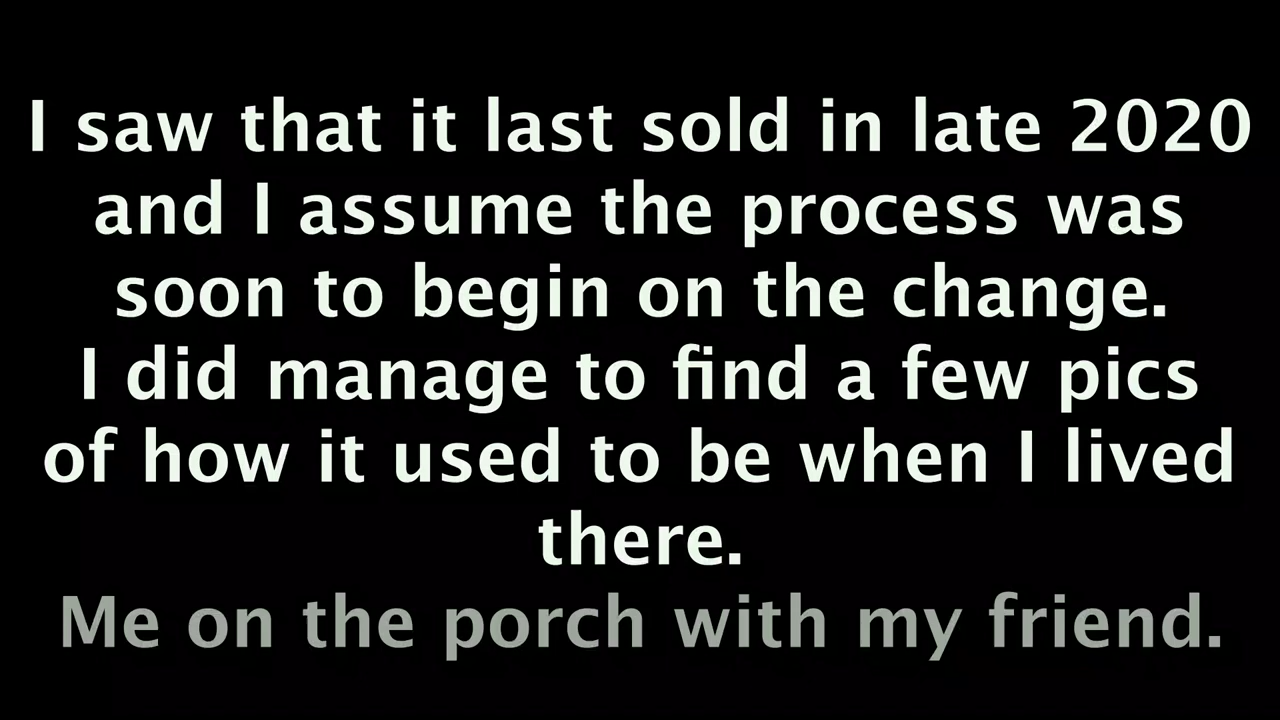 I saw that it last sold in late 2020
and I assume the process was
soon to begin on the change.
I did manage to find a few pics
of how it used to be when I lived
there.
Me on the porch with my friend.